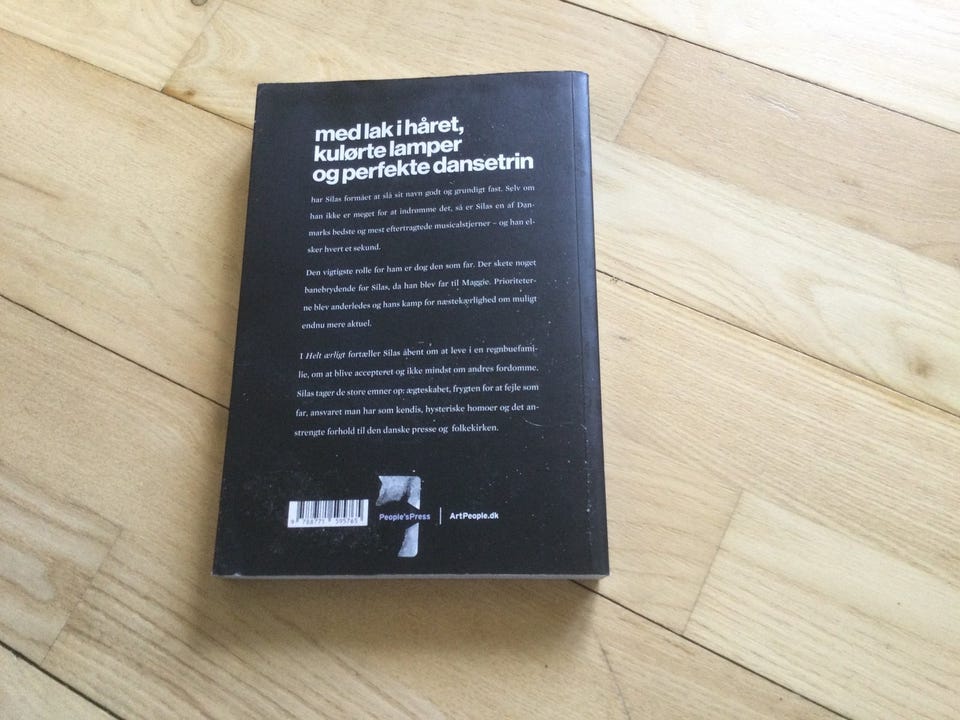 med lak i håret,
kulørte lamper
og perfekte dansetrin
har Silas formået at slå sit navn godt og grundigt fast. Selv om
han ikke er meget for at indrømme det, så er Silas en af Dan-
marks bedste og mest eftertragtede musicalstjerner – og han el-
sker hvert et sekund.
Den vigtigste rolle for ham er dog den som far. Der skete noget
banebrydende for Silas, da han blev far til Maggie. Prioriteter-
ne blev anderledes og hans kamp for næstekærlighed om muligt
endnu mere aktuel.
I Helt ærligt fortæller Silas åbent om at leve i en regnbuefami-
lie, om at blive accepteret og ikke mindst om andres fordomme.
Silas tager de store emner op: ægteskabet, frygten for at fejle som
far, ansvaret man har som kendis, hysteriske homoer og det an-
strengte forhold til den danske presse og folkekirken.
9 788771 595765
People'sPress | ArtPeople.dk